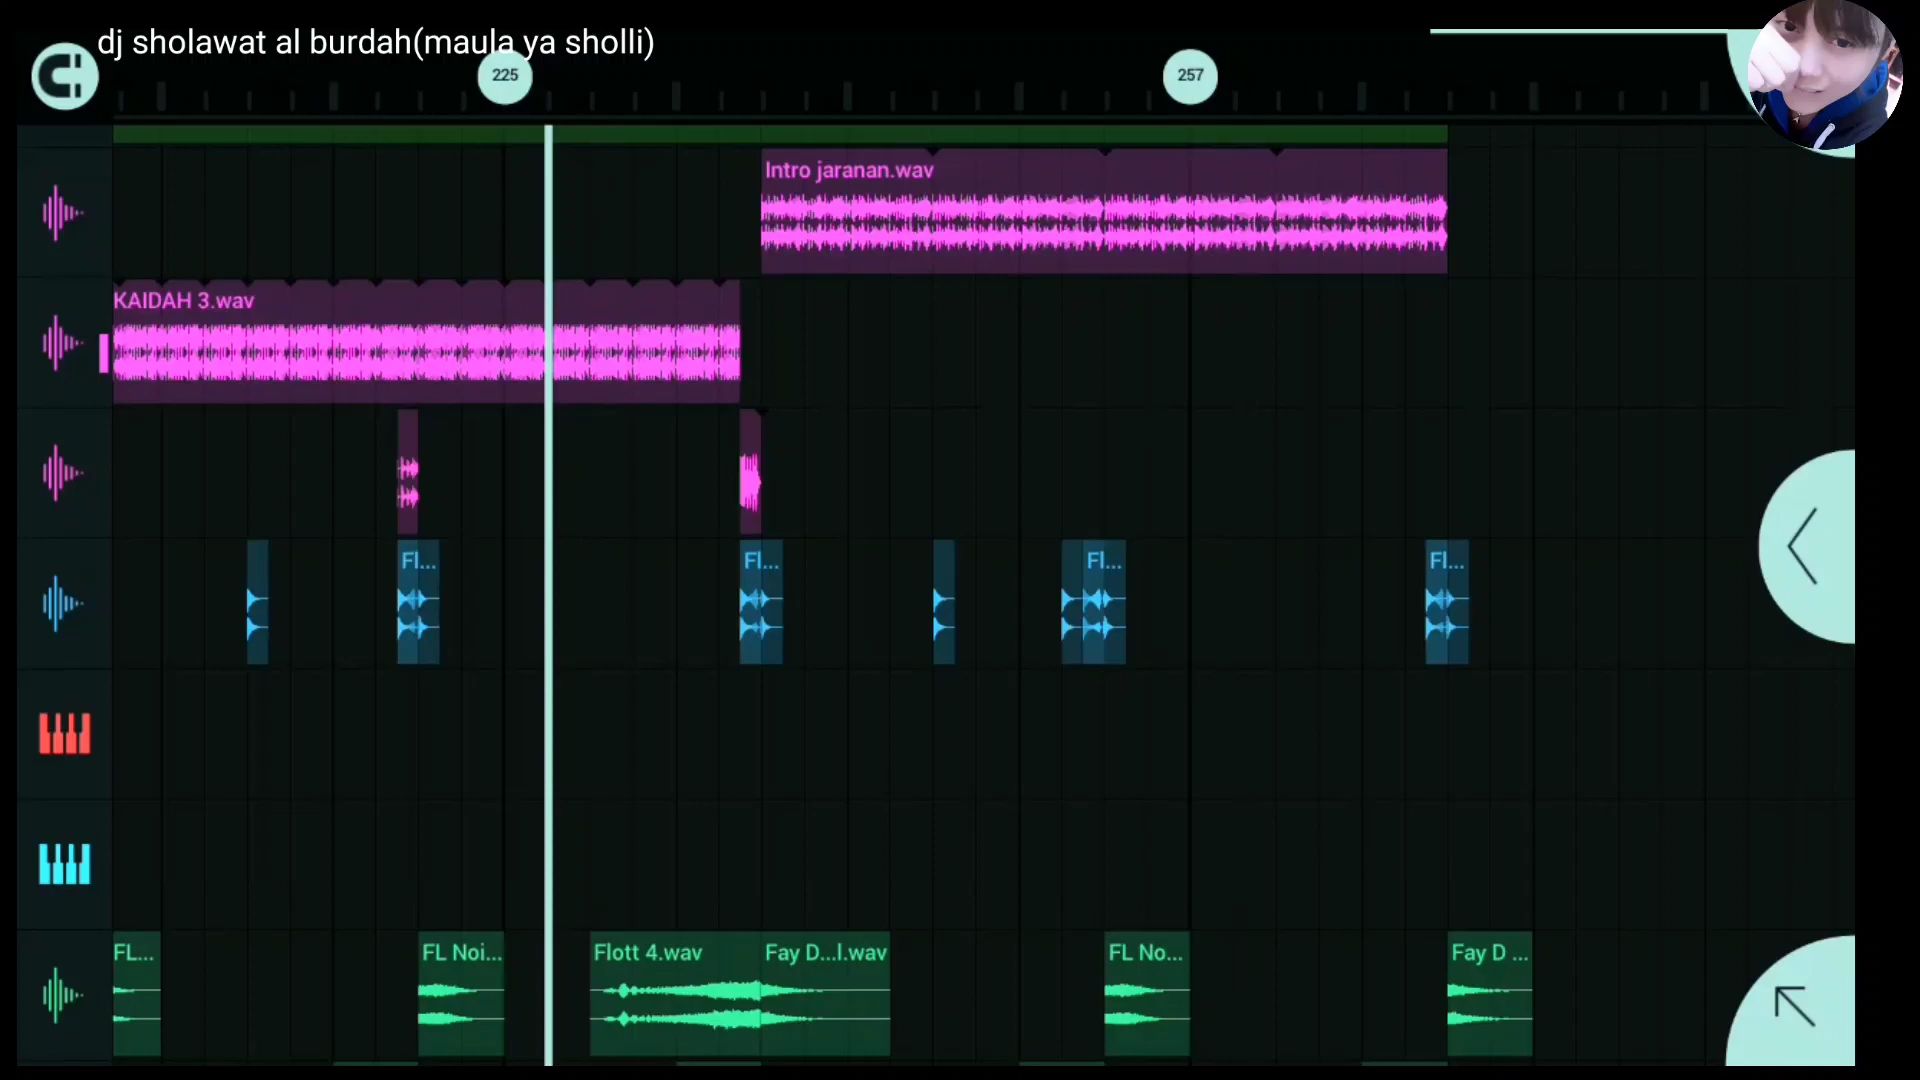 dj sholawat al burdah(maula ya sholli)
225
257
Intro jaranan.wav
KAIDAH 3.wav
Fl...
Fl...
Fl...
Fl...
FL...
FL Noi...
Flott 4.wav
Fay D...l.wav
FL No...
Fay D ...